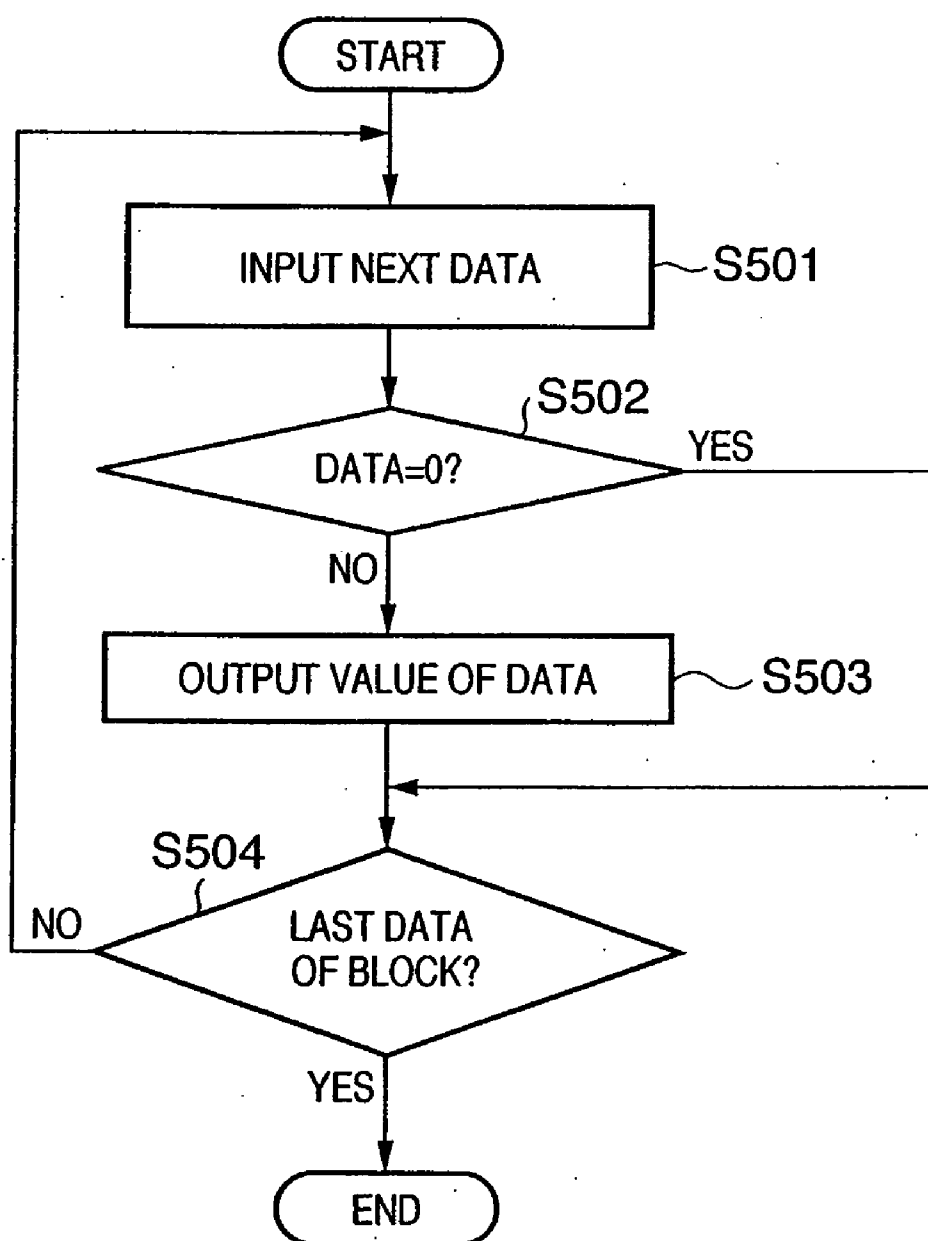 START
INPUT NEXT DATA
S501
S502
DATA=0?
YES
NO
OUTPUT VALUE OF DATA
S503
S504
NO
LAST DATA
OF BLOCK?
YES
END